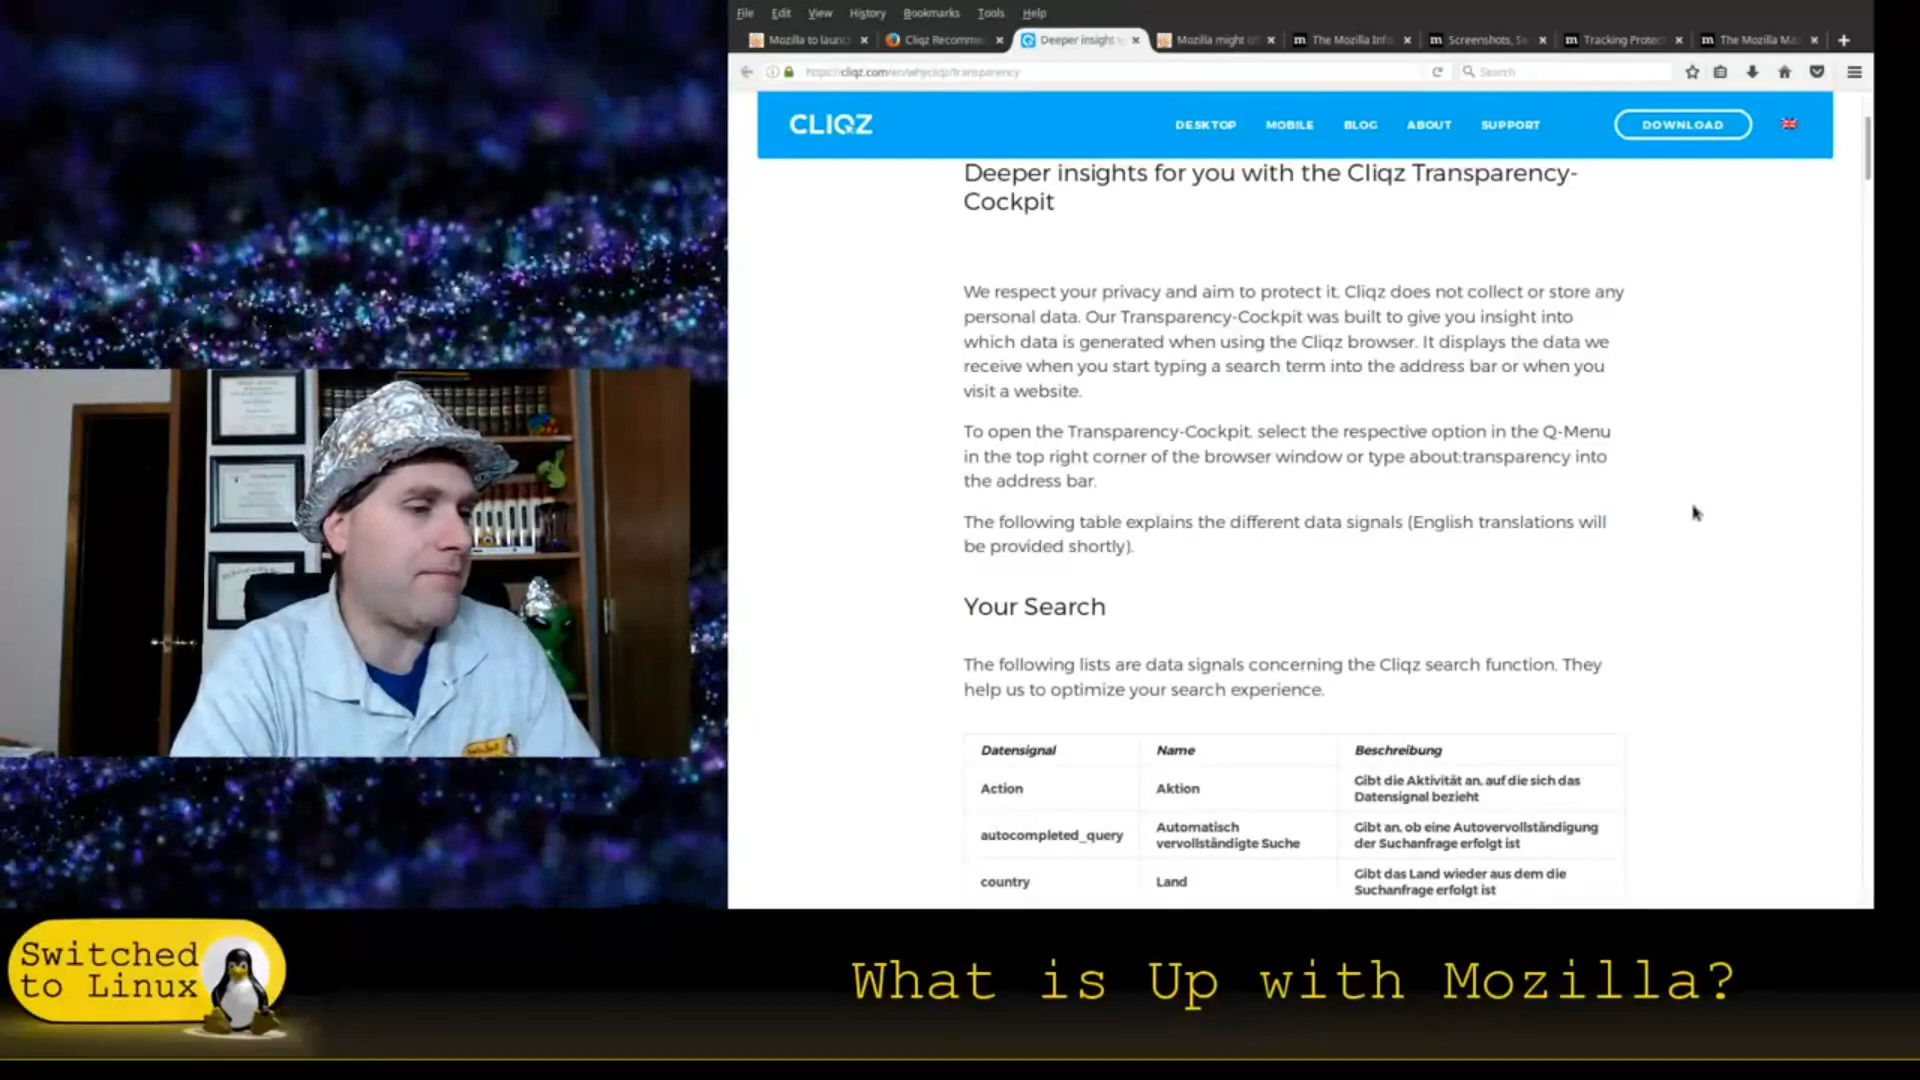 File Edit View History Bookmarks Tools Help
Mozilla to launc
Cliqz Recomme
Deeper insight
Mozilla might o
The Mozilla Inf
Screenshots, S
Tracking Protec
The Mozilla Ma
https://cliqz.com/en/whycliqz/transparency
Search
CLIQZ
DESKTOP MOBILE BLOG ABOUT SUPPORT DOWNLOAD
Deeper insights for you with the Cliqz Transparency-
Cockpit
We respect your privacy and aim to protect it. Cliqz does not collect or store any
personal data. Our Transparency-Cockpit was built to give you insight into
which data is generated when using the Cliqz browser. It displays the data we
receive when you start typing a search term into the address bar or when you
visit a website.
To open the Transparency-Cockpit, select the respective option in the Q-Menu
in the top right corner of the browser window or type about:transparency into
the address bar.
The following table explains the different data signals (English translations will
be provided shortly).
Your Search
The following lists are data signals concerning the Cliqz search function. They
help us to optimize your search experience.
Datensignal Name Beschreibung
Action Aktion Gibt die Aktivität an, auf die sich das
Datensignal bezieht
autocompleted_query Automatisch
vervollständigte Suche
Gibt an, ob eine Autovervollständigung
der Suchanfrage erfolgt ist
country Land Gibt das Land wieder aus dem die
Suchanfrage erfolgt ist
Switched
to Linux
What is Up with Mozilla?